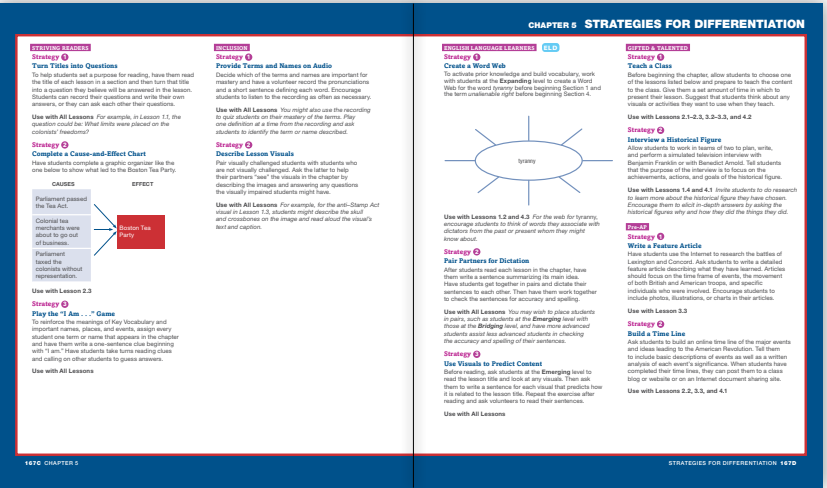 CHAPTER 5 STRATEGIES FOR DIFFERENTIATION
STRIVING READERS
Strategy 1
Turn Titles into Questions
To help students set a purpose for reading, have them read
the title of each lesson in a section and then turn that title
into a question they believe will be answered in the lesson.
Students can record their questions and write their own
answers, or they can ask each other their questions.
Use with All Lessons For example, in Lesson 1.1, the
question could be: What limits were placed on the
colonists' freedoms?
Strategy 2
Complete a Cause-and-Effect Chart
Have students complete a graphic organizer like the
one below to show what led to the Boston Tea Party.
CAUSES EFFECT
Parliament passed
the Tea Act.
Colonial tea
merchants were
about to go out
of business.
Parliament
taxed the
colonists without
representation.
Boston Tea
Party
Use with Lesson 2.3
Strategy 3
Play the "I Am . . ." Game
To reinforce the meanings of Key Vocabulary and
important names, places, and events, assign every
student one term or name that appears in the chapter
and have them write a one-sentence clue beginning
with "I am." Have students take turns reading clues
and calling on other students to guess answers.
Use with All Lessons
INCLUSION
Strategy 1
Provide Terms and Names on Audio
Decide which of the terms and names are important for
mastery and have a volunteer record the pronunciations
and a short sentence defining each word. Encourage
students to listen to the recording as often as necessary.
Use with All Lessons You might also use the recording
to quiz students on their mastery of the terms. Play
one definition at a time from the recording and ask
students to identify the term or name described.
Strategy 2
Describe Lesson Visuals
Pair visually challenged students with students who
are not visually challenged. Ask the latter to help
their partners "see" the visuals in the chapter by
describing the images and answering any questions
the visually impaired students might have.
Use with All Lessons For example, for the anti–Stamp Act
visual in Lesson 1.3, students might describe the skull
and crossbones on the image and read aloud the visual's
text and caption.
ENGLISH LANGUAGE LEARNERS ELD
Strategy 1
Create a Word Web
To activate prior knowledge and build vocabulary, work
with students at the Expanding level to create a Word
Web for the word tyranny before beginning Section 1 and
the term unalienable right before beginning Section 4.
tyranny
Use with Lessons 1.2 and 4.3 For the web for tyranny,
encourage students to think of words they associate with
dictators from the past or present whom they might
know about.
Strategy 2
Pair Partners for Dictation
After students read each lesson in the chapter, have
them write a sentence summarizing its main idea.
Have students get together in pairs and dictate their
sentences to each other. Then have them work together
to check the sentences for accuracy and spelling.
Use with All Lessons You may wish to place students
in pairs, such as students at the Emerging level with
those at the Bridging level, and have more advanced
students assist less advanced students in checking
the accuracy and spelling of their sentences.
Strategy 3
Use Visuals to Predict Content
Before reading, ask students at the Emerging level to
read the lesson title and look at any visuals. Then ask
them to write a sentence for each visual that predicts how
it is related to the lesson title. Repeat the exercise after
reading and ask volunteers to read their sentences.
Use with All Lessons
GIFTED & TALENTED
Strategy 1
Teach a Class
Before beginning the chapter, allow students to choose one
of the lessons listed below and prepare to teach the content
to the class. Give them a set amount of time in which to
present their lesson. Suggest that students think about any
visuals or activities they want to use when they teach.
Use with Lessons 2.1–2.3, 3.2–3.3, and 4.2
Strategy 2
Interview a Historical Figure
Allow students to work in teams of two to plan, write,
and perform a simulated television interview with
Benjamin Franklin or with Benedict Arnold. Tell students
that the purpose of the interview is to focus on the
achievements, actions, and goals of the historical figure.
Use with Lessons 1.4 and 4.1 Invite students to do research
to learn more about the historical figure they have chosen.
Encourage them to elicit in-depth answers by asking the
historical figures why and how they did the things they did.
Pre-AP
Strategy 1
Write a Feature Article
Have students use the Internet to research the battles of
Lexington and Concord. Ask students to write a detailed
feature article describing what they have learned. Articles
should focus on the time frame of events, the movement
of both British and American troops, and specific
individuals who were involved. Encourage students to
include photos, illustrations, or charts in their articles.
Use with Lesson 3.3
Strategy 2
Build a Time Line
Ask students to build an online time line of the major events
and ideas leading to the American Revolution. Tell them
to include basic descriptions of events as well as a written
analysis of each event's significance. When students have
completed their time lines, they can post them to a class
blog or website or on an Internet document sharing site.
Use with Lessons 2.2, 3.3, and 4.1
167C CHAPTER 5
STRATEGIES FOR DIFFERENTIATION 167D